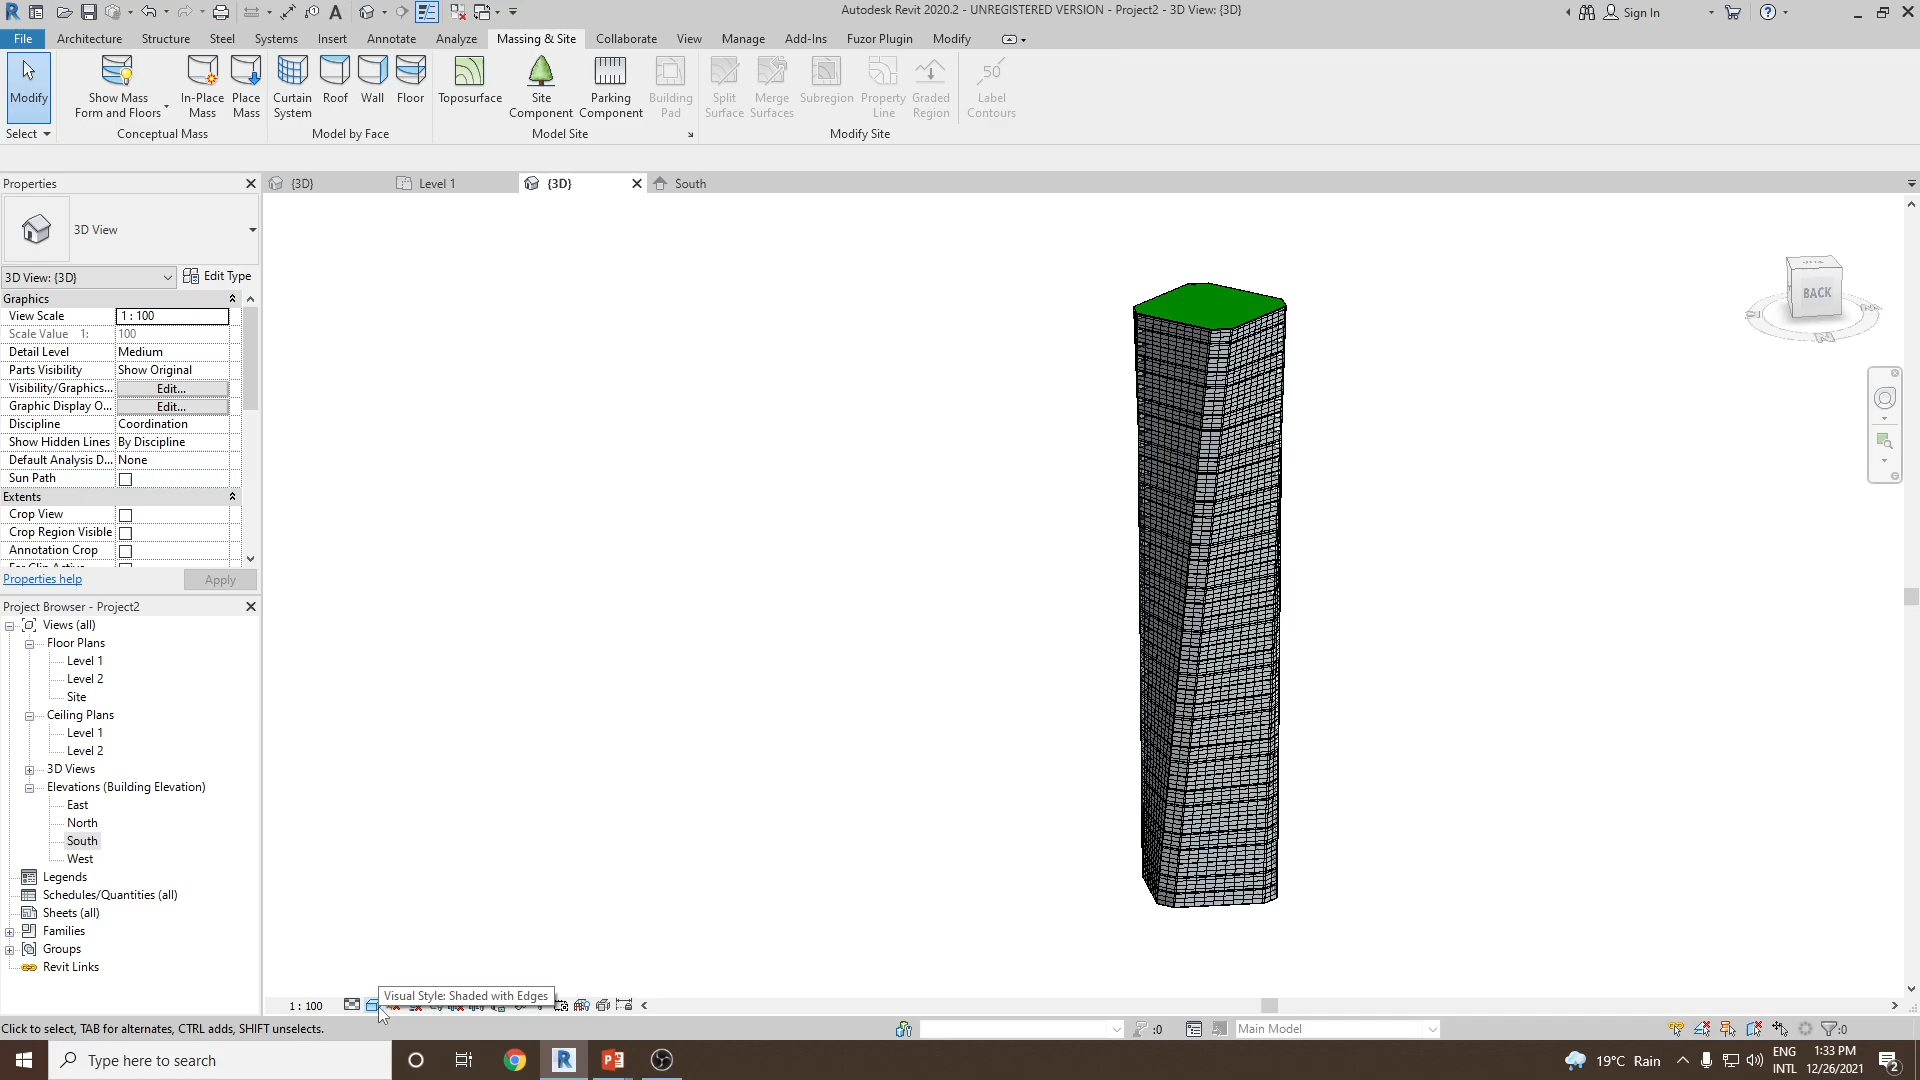 Autodesk Revit 2020.2 - UNREGISTERED VERSION - Project2 - 3D View: {3D}
Sign In
File Architecture Structure Steel Systems Insert Annotate Analyze Massing & Site Collaborate View Manage Add-Ins Fuzor Plugin Modify
Modify
Show Mass
Form and Floors
In-Place
Mass
Place
Mass
Curtain
System
Roof
Wall
Floor
Toposurface
Site
Component
Parking
Component
Building
Pad
Split
Surface
Merge
Surfaces
Subregion
Property
Line
Graded
Region
Label
Contours
Select
Conceptual Mass
Model by Face
Model Site
Modify Site
Properties
{3D}
Level 1
{3D}
South
3D View
3D View: {3D}
Edit Type
Graphics
View Scale 1 : 100
Scale Value 1: 100
Detail Level Medium
Parts Visibility Show Original
Visibility/Graphics... Edit...
Graphic Display O... Edit...
Discipline Coordination
Show Hidden Lines By Discipline
Default Analysis D... None
Sun Path
Extents
Crop View
Crop Region Visible
Annotation Crop
Properties help
Apply
Project Browser - Project2
Views (all)
Floor Plans
Level 1
Level 2
Site
Ceiling Plans
Level 1
Level 2
3D Views
Elevations (Building Elevation)
East
North
South
West
Legends
Schedules/Quantities (all)
Sheets (all)
Families
Groups
Revit Links
BACK
Visual Style: Shaded with Edges
1 : 100
Click to select, TAB for alternates, CTRL adds, SHIFT unselects.
:0
Main Model
:0
Type here to search
19°C Rain
ENG
INTL
1:33 PM
12/26/2021
2